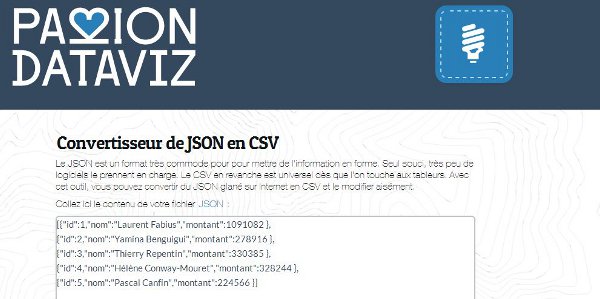 PA❤ION
DATAVIZ
Convertisseur de JSON en CSV
Le JSON est un format très commode pour pour mettre de l'information en forme. Seul souci, très peu de
logiciels le prennent en charge. Le CSV en revanche est universel dès que l'on touche aux tableurs. Avec
cet outil, vous pouvez convertir du JSON glané sur Internet en CSV et le modifier aisément.
Collez ici le contenu de votre fichier JSON :
[{"id":1,"nom":"Laurent Fabius","montant":1091082 },
{"id":2,"nom":"Yamina Benguigui","montant":278916 },
{"id":3,"nom":"Thierry Repentin","montant":330385 },
{"id":4,"nom":"Hélène Conway-Mouret","montant":328244 },
{"id":5,"nom":"Pascal Canfin","montant":224566 }]